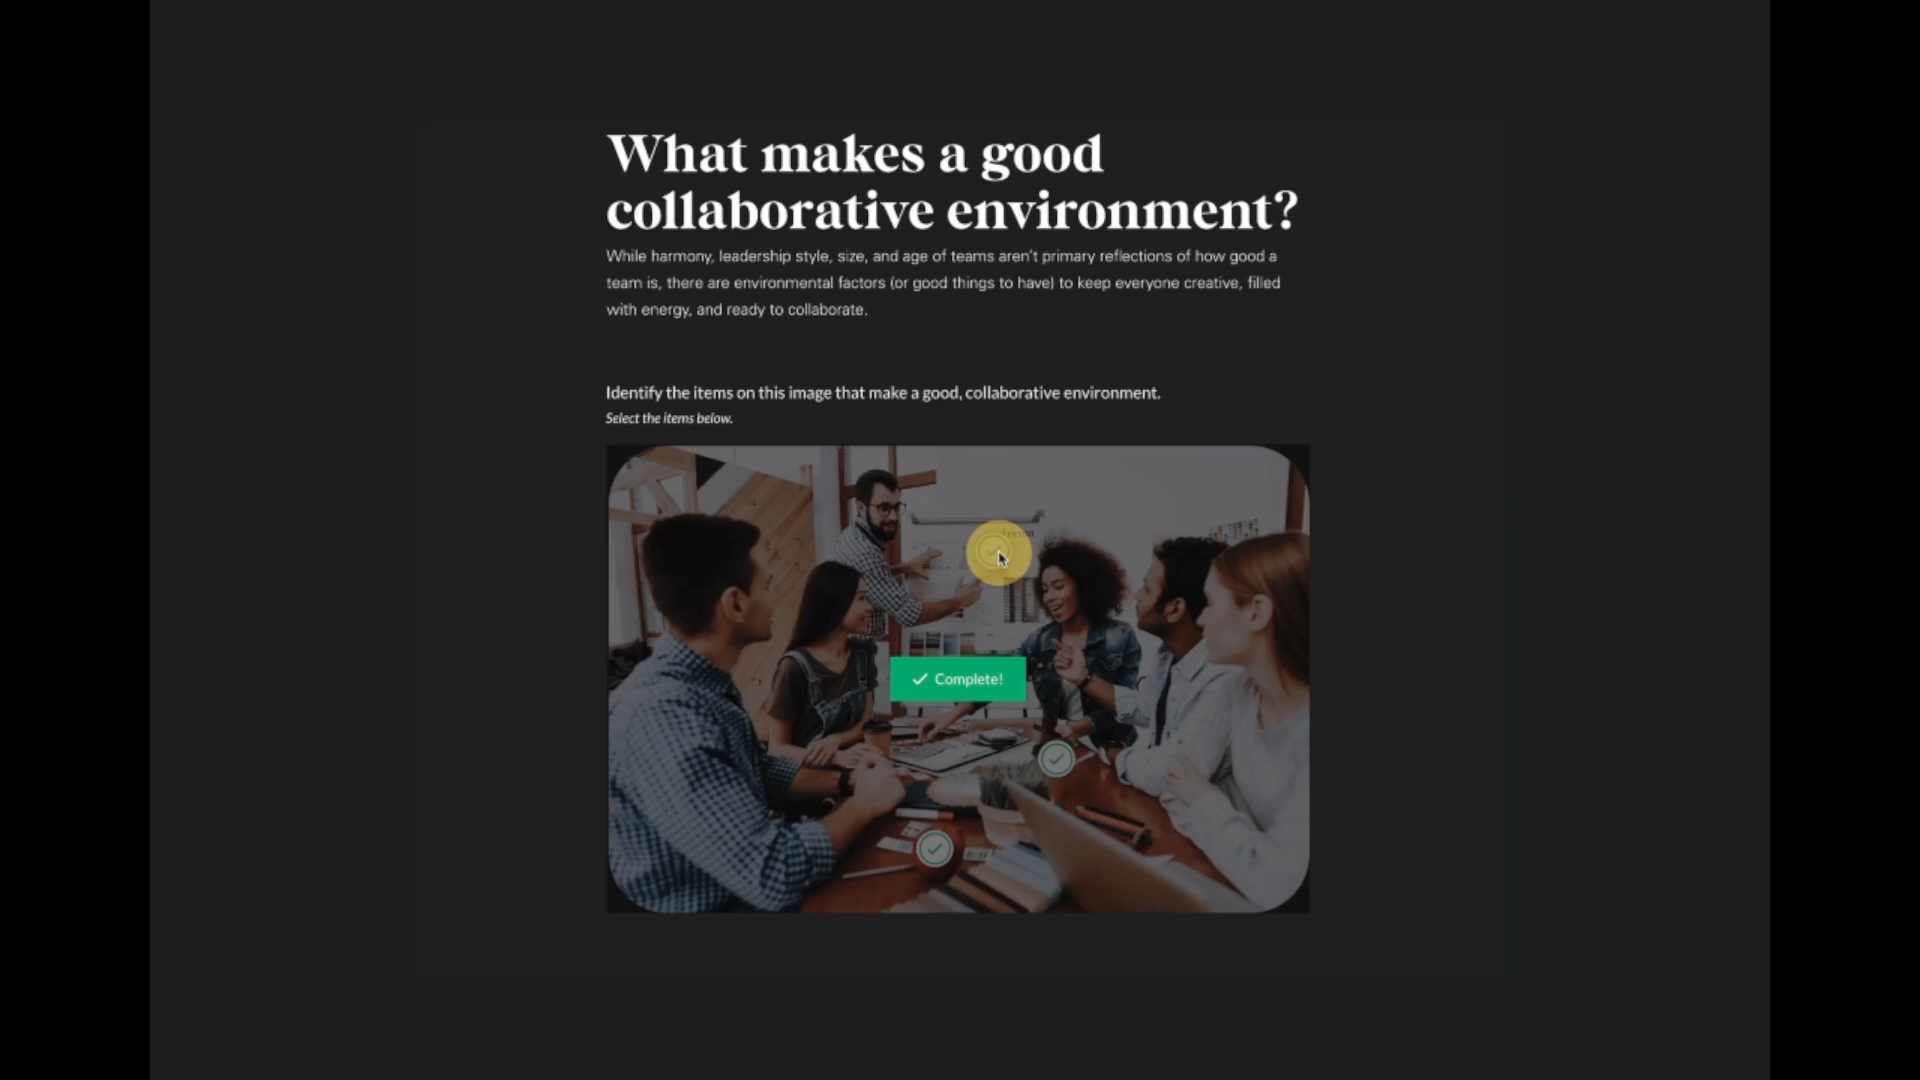 What makes a good
collaborative environment?
While harmony, leadership style, size, and age of teams aren't primary reflections of how good a
team is, there are environmental factors (or good things to have) to keep everyone creative, filled
with energy, and ready to collaborate.
Identify the items on this image that make a good, collaborative environment.
Select the items below.
Complete!